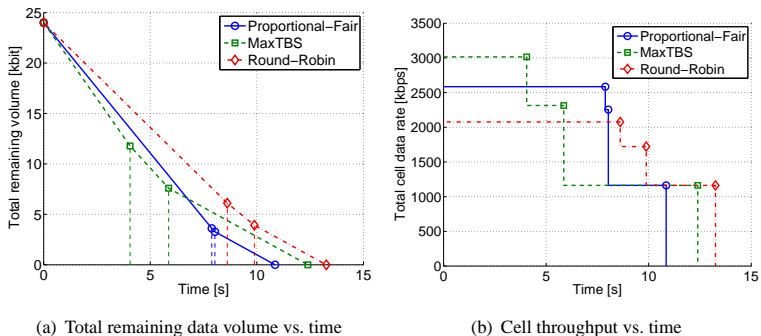 25
20
15
10
5
0
0
5
10
15
Total remaining volume [kbit]
Time [s]
Proportional−Fair
MaxTBS
Round−Robin
(a) Total remaining data volume vs. time
3500
3000
2500
2000
1500
1000
500
0
0
5
10
15
Total cell data rate [kbps]
Time [s]
Proportional−Fair
MaxTBS
Round−Robin
(b) Cell throughput vs. time